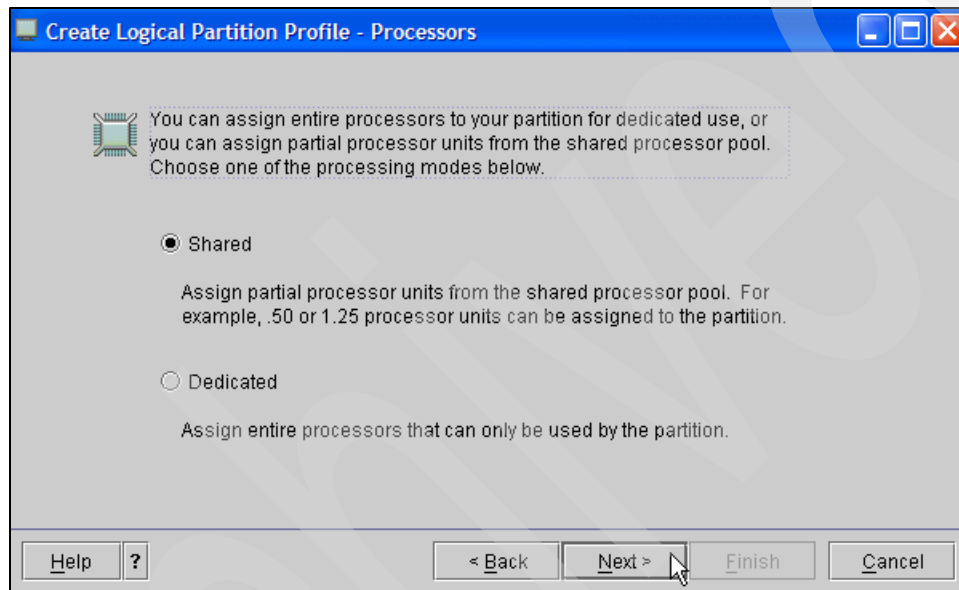 Create Logical Partition Profile - Processors
You can assign entire processors to your partition for dedicated use, or
you can assign partial processor units from the shared processor pool.
Choose one of the processing modes below.
Shared
Assign partial processor units from the shared processor pool. For
example, .50 or 1.25 processor units can be assigned to the partition.
Dedicated
Assign entire processors that can only be used by the partition.
Help ? < Back Next > Finish Cancel